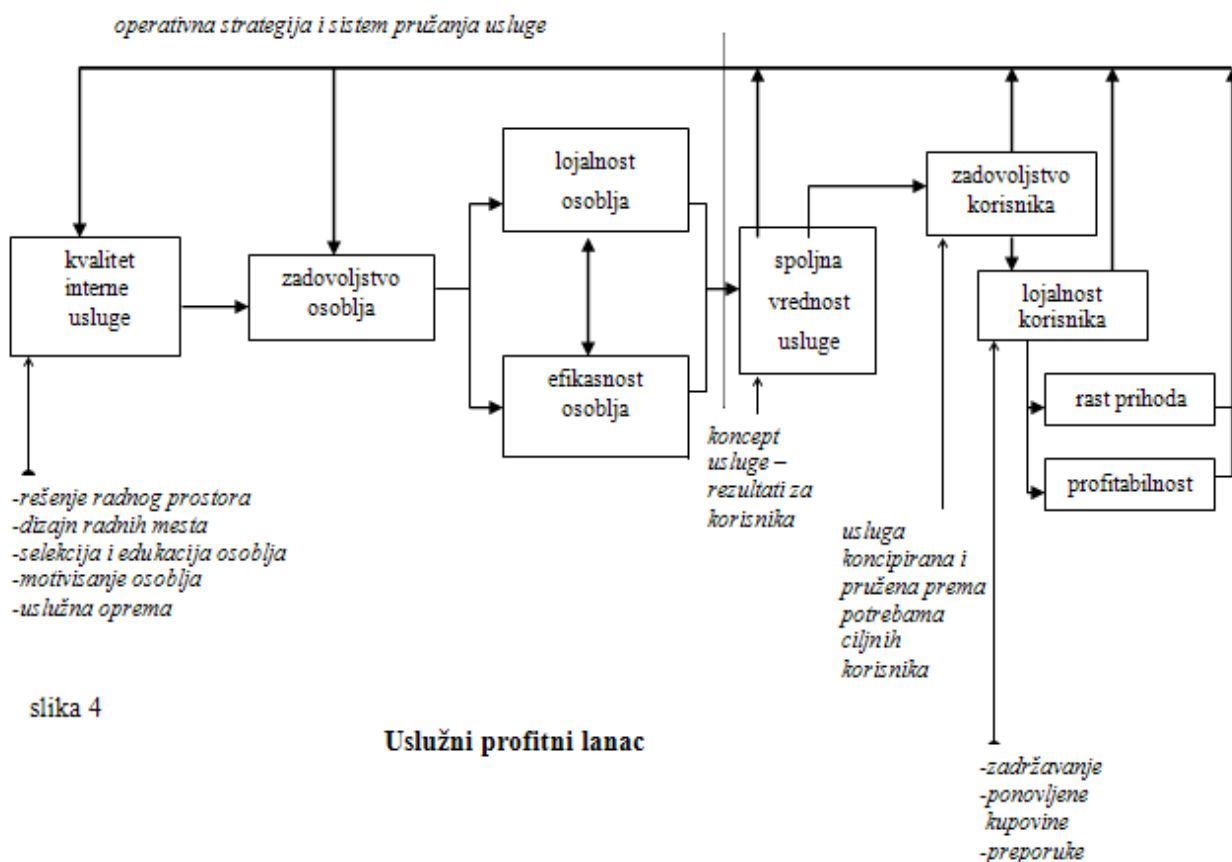 operativna strategija i sistem pružanja usluge
lojalnost
osoblja
zadovoljstvo
korisnika
kvalitet
interne
usluge
zadovoljstvo
osoblja
spoljna
vrednost
usluge
lojalnost
korisnika
efikasnost
osoblja
rast prihoda
profitabilnost
koncept
usluge –
rezultati za
korisnika
-rešenje radnog prostora
-dizajn radnih mesta
-selekcija i edukacija osoblja
-motivisanje osoblja
-uslužna oprema
usluga
koncipirana i
pružena prema
potrebama
ciljnih
korisnika
slika 4
Uslužni profitni lanac
-zadržavanje
-ponovljene
kupovine
-preporuke